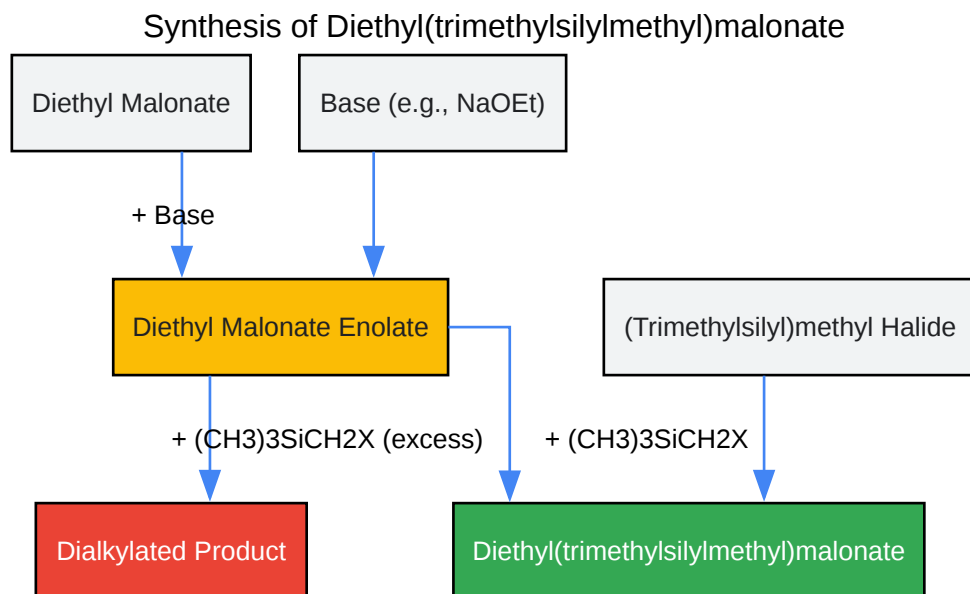 Synthesis of Diethyl(trimethylsilylmethyl)malonate
Diethyl Malonate
Base (e.g., NaOEt)
+ Base
Diethyl Malonate Enolate
(Trimethylsilyl)methyl Halide
+ (CH3)3SiCH2X (excess)
+ (CH3)3SiCH2X
Dialkylated Product
Diethyl(trimethylsilylmethyl)malonate